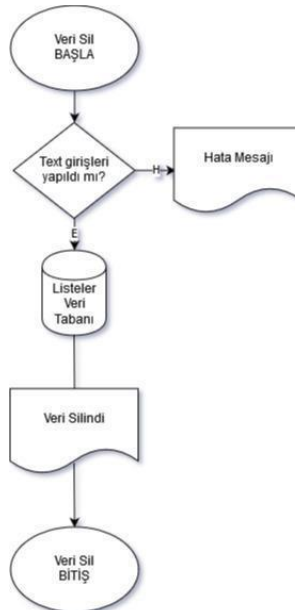 Veri Sil
BAŞLA
Text girişleri
yapıldı mı?
H
Hata Mesajı
E
Listeler
Veri
Tabanı
Veri Silindi
Veri Sil
BİTİŞ